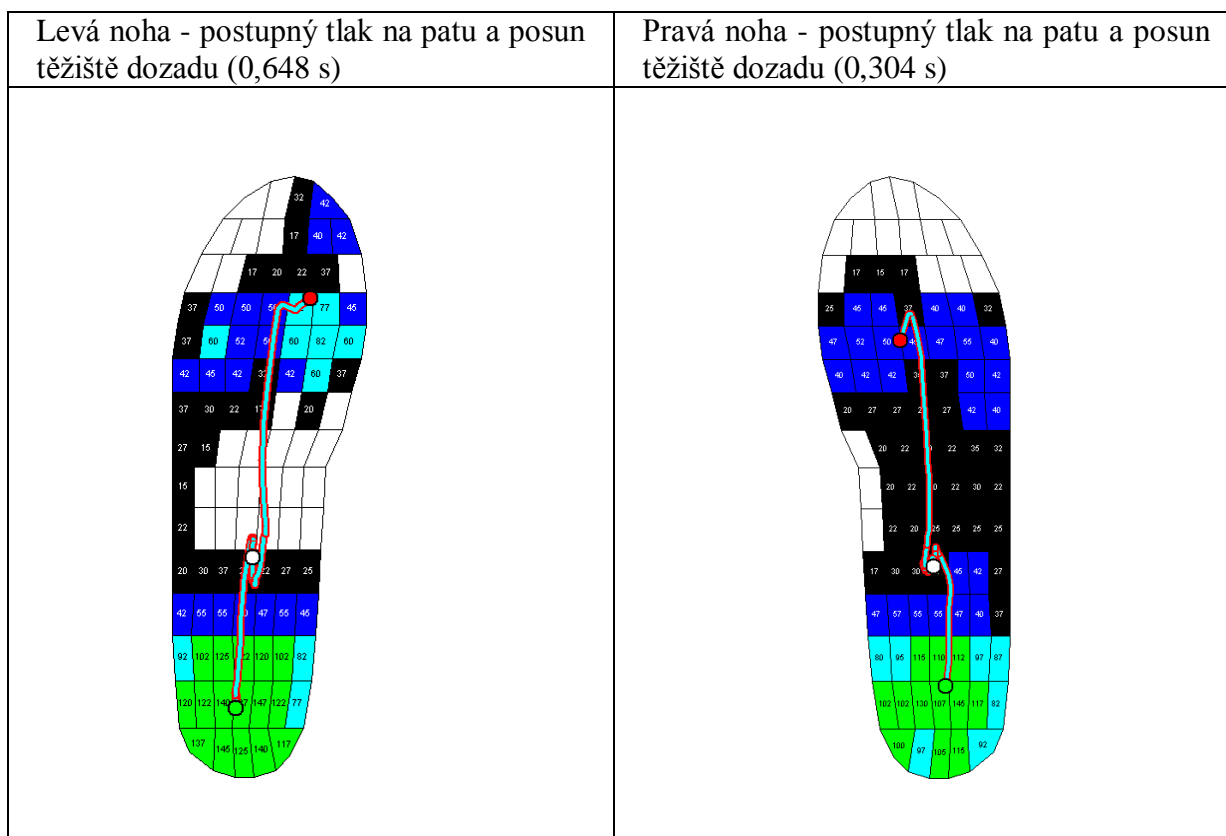 Levá noha - postupný tlak na patu a posun
těžiště dozadu (0,648 s)
Pravá noha - postupný tlak na patu a posun
těžiště dozadu (0,304 s)
32 42
17 40 42
17 20 22 37
37 50 50 77 45
37 60 52 60 82 60
42 45 42 42 60 37
37 30 22 20
27 15
15
22
20 30 37 22 27 25
42 55 55 47 55 45
92 102 125 120 102 82
120 122 140 147 122 77
137 145 125 140 117
17 15 17
25 45 45 37 40 40 32
47 52 50 47 55 40
40 42 42 37 50 42
20 27 27 27 42 40
20 22 22 35 32
20 22 22 30 22
22 20 25 25 25
17 30 30 45 42 27
47 57 55 55 47 40 37
80 95 115 110 112 97 87
102 102 130 107 145 117 82
100 97 105 115 92